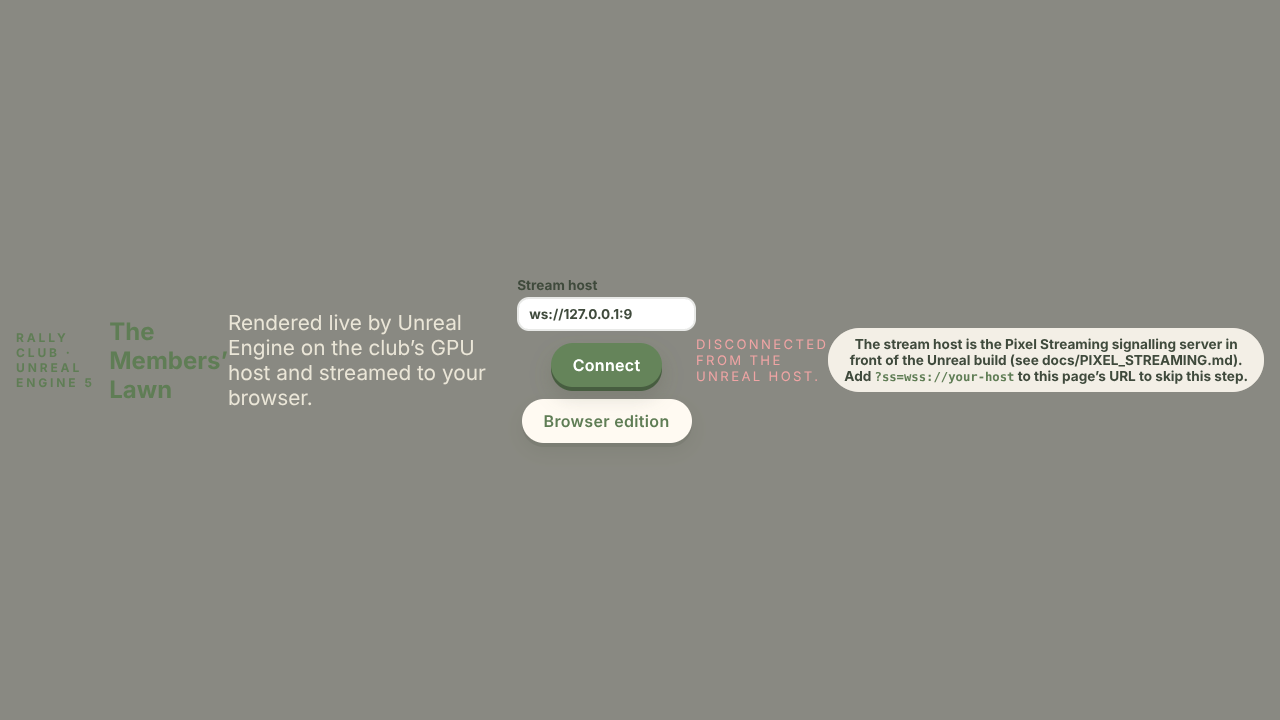 RALLY
CLUB ·
UNREAL
ENGINE 5
The
Members’
Lawn
Rendered live by Unreal
Engine on the club’s GPU
host and streamed to your
browser.
Stream host
ws://127.0.0.1:9
Connect
Browser edition
DISCONNECTED
FROM THE
UNREAL HOST.
The stream host is the Pixel Streaming signalling server in
front of the Unreal build (see docs/PIXEL_STREAMING.md).
Add ?ss=wss://your-host to this page’s URL to skip this step.